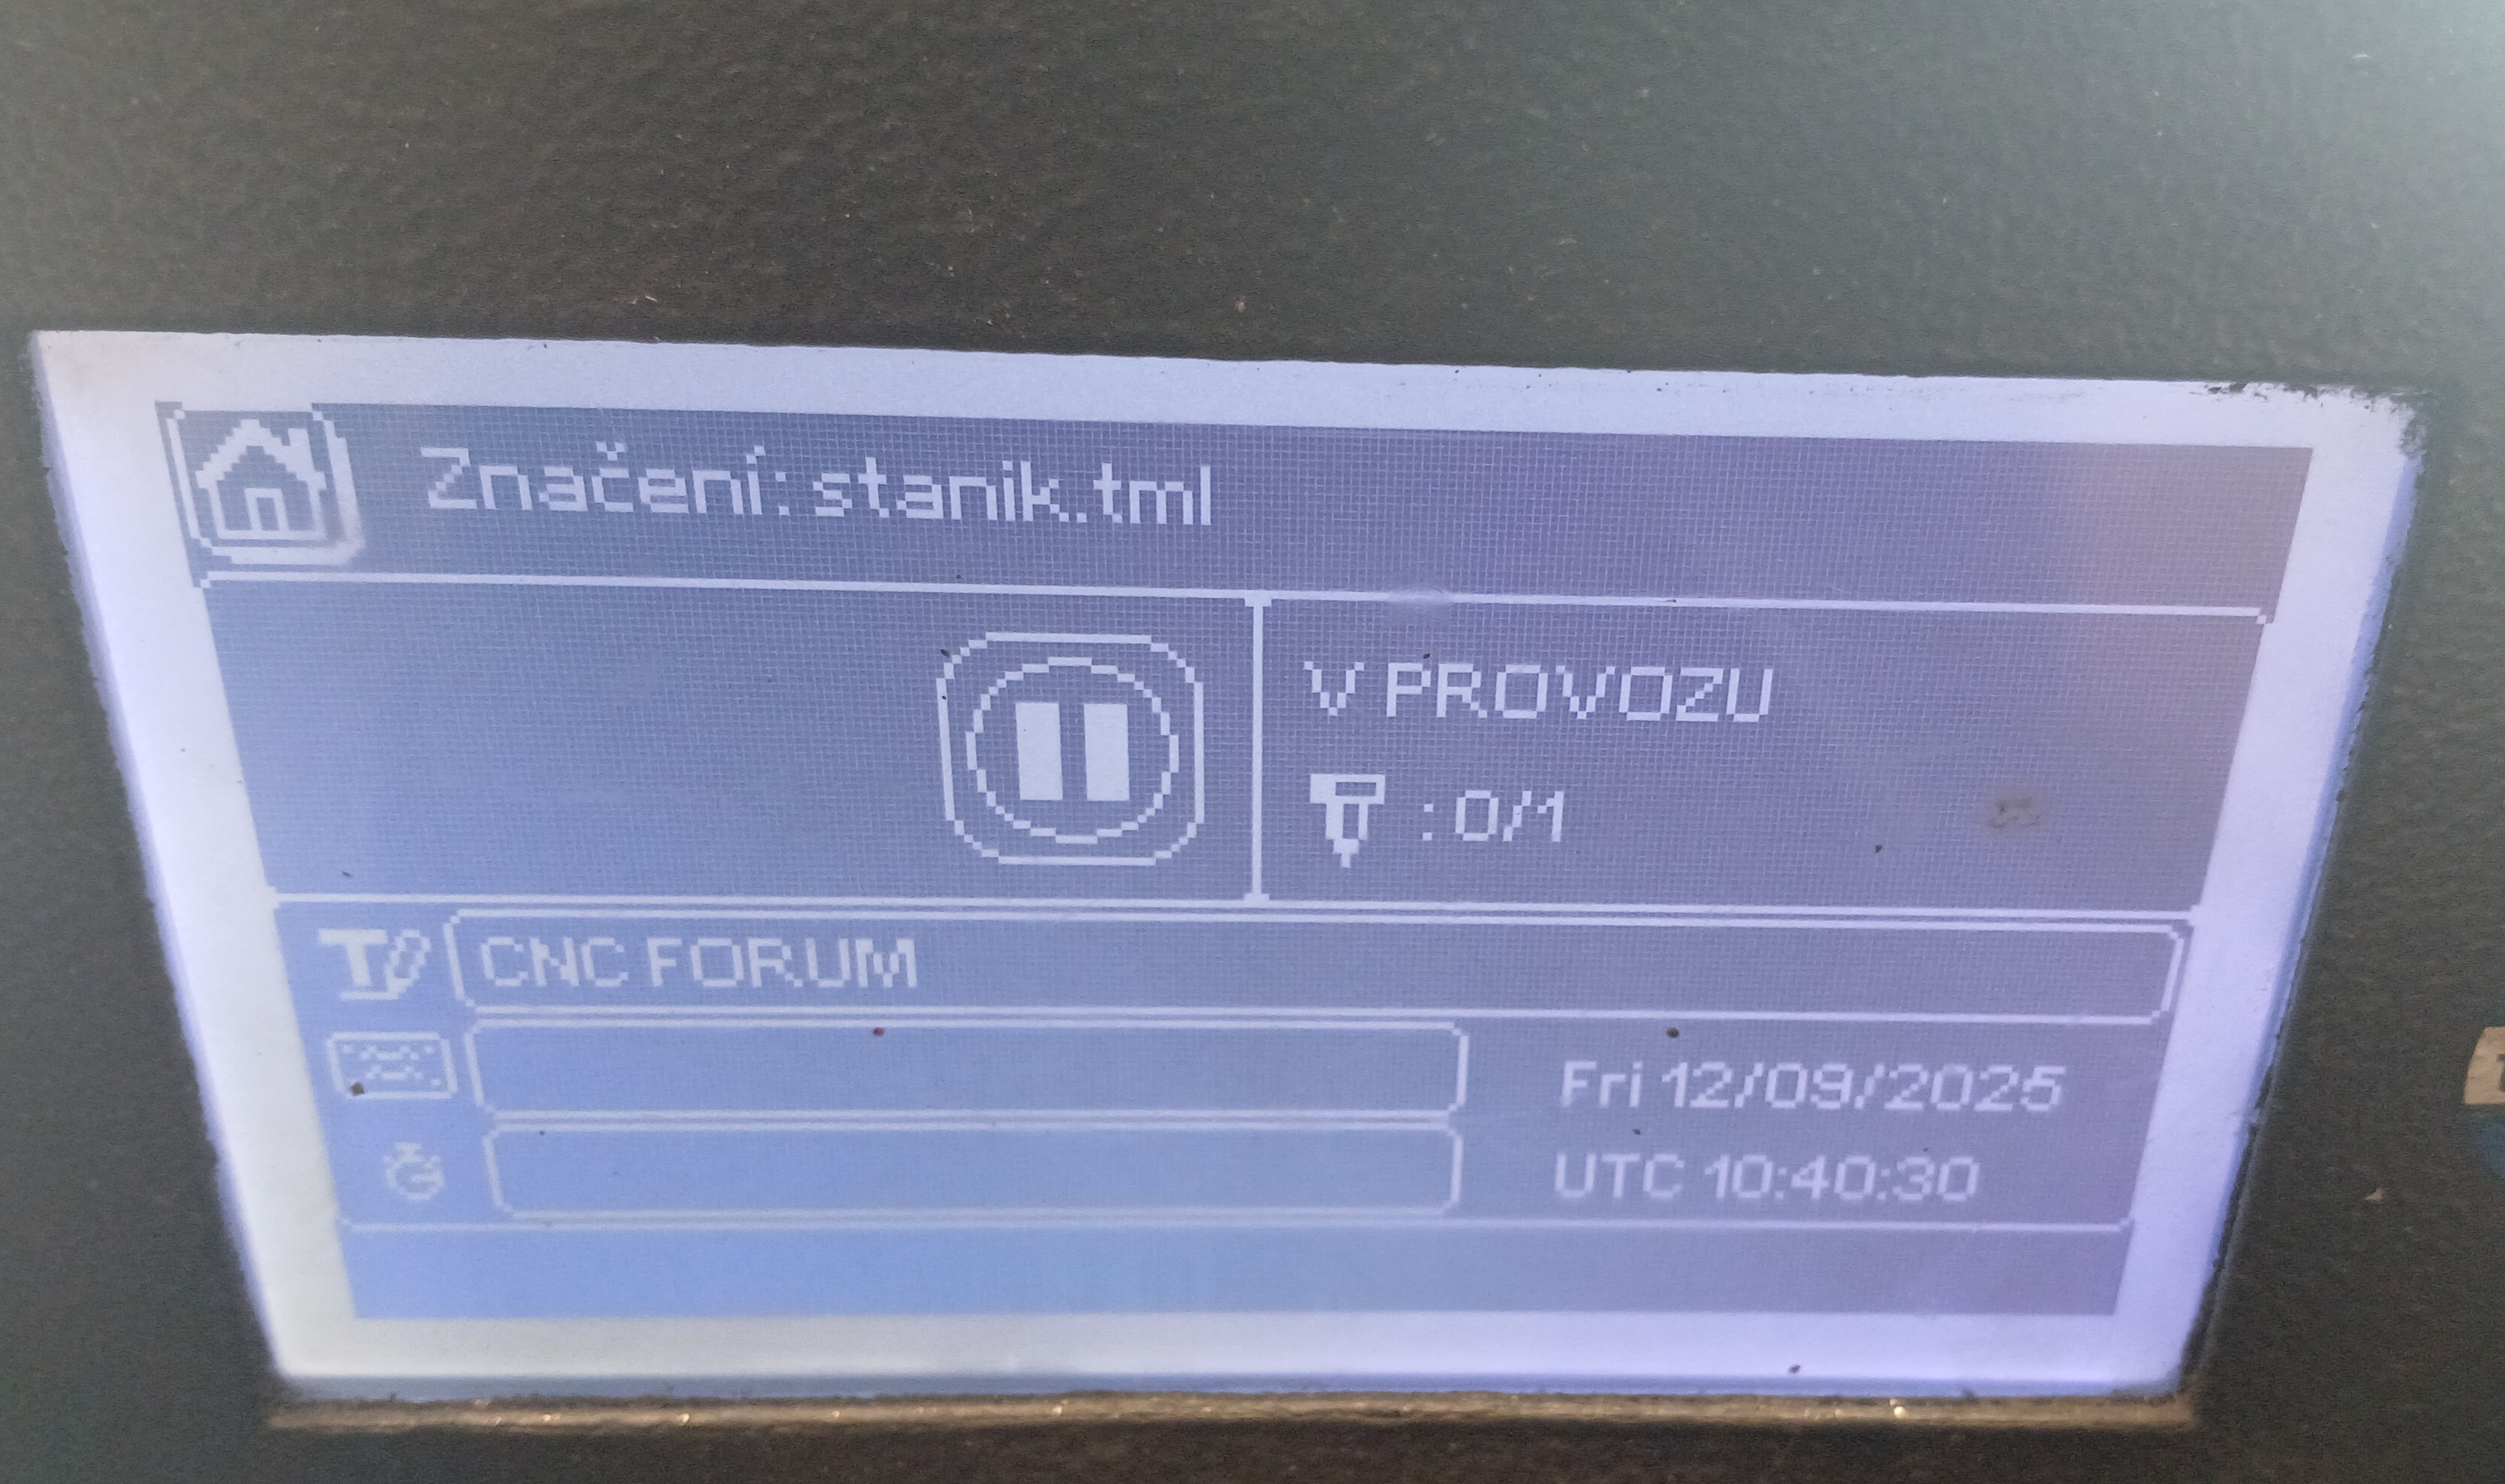 Značení: stanik.tml
V PROVOZU
: 0/1
CNC FORUM
Fri 12/09/2025
UTC 10:40:30